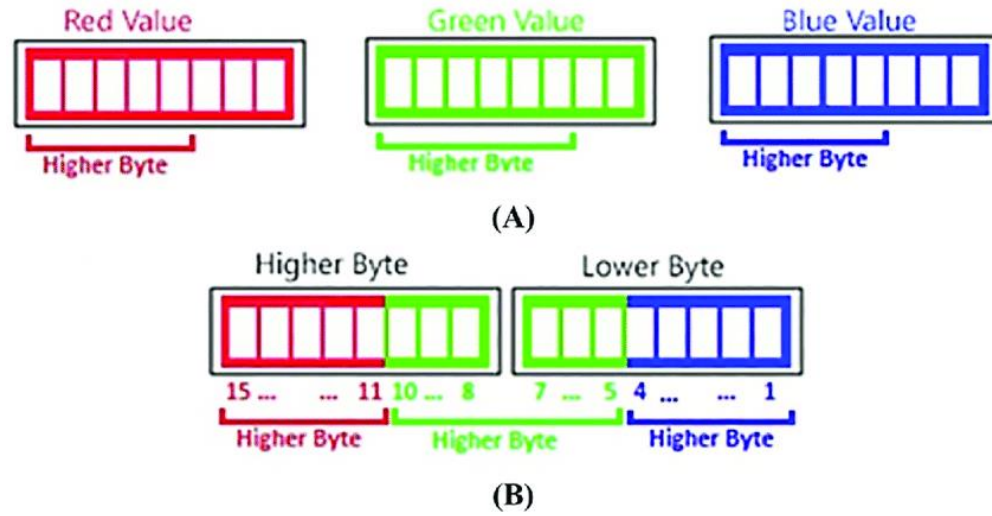 Red Value Green Value Blue Value
Higher Byte Higher Byte Higher Byte
(A)
Higher Byte Lower Byte
15 ... ... 11 10 ... 8 7 ... 5 4 ... ... 1
Higher Byte Higher Byte Higher Byte
(B)